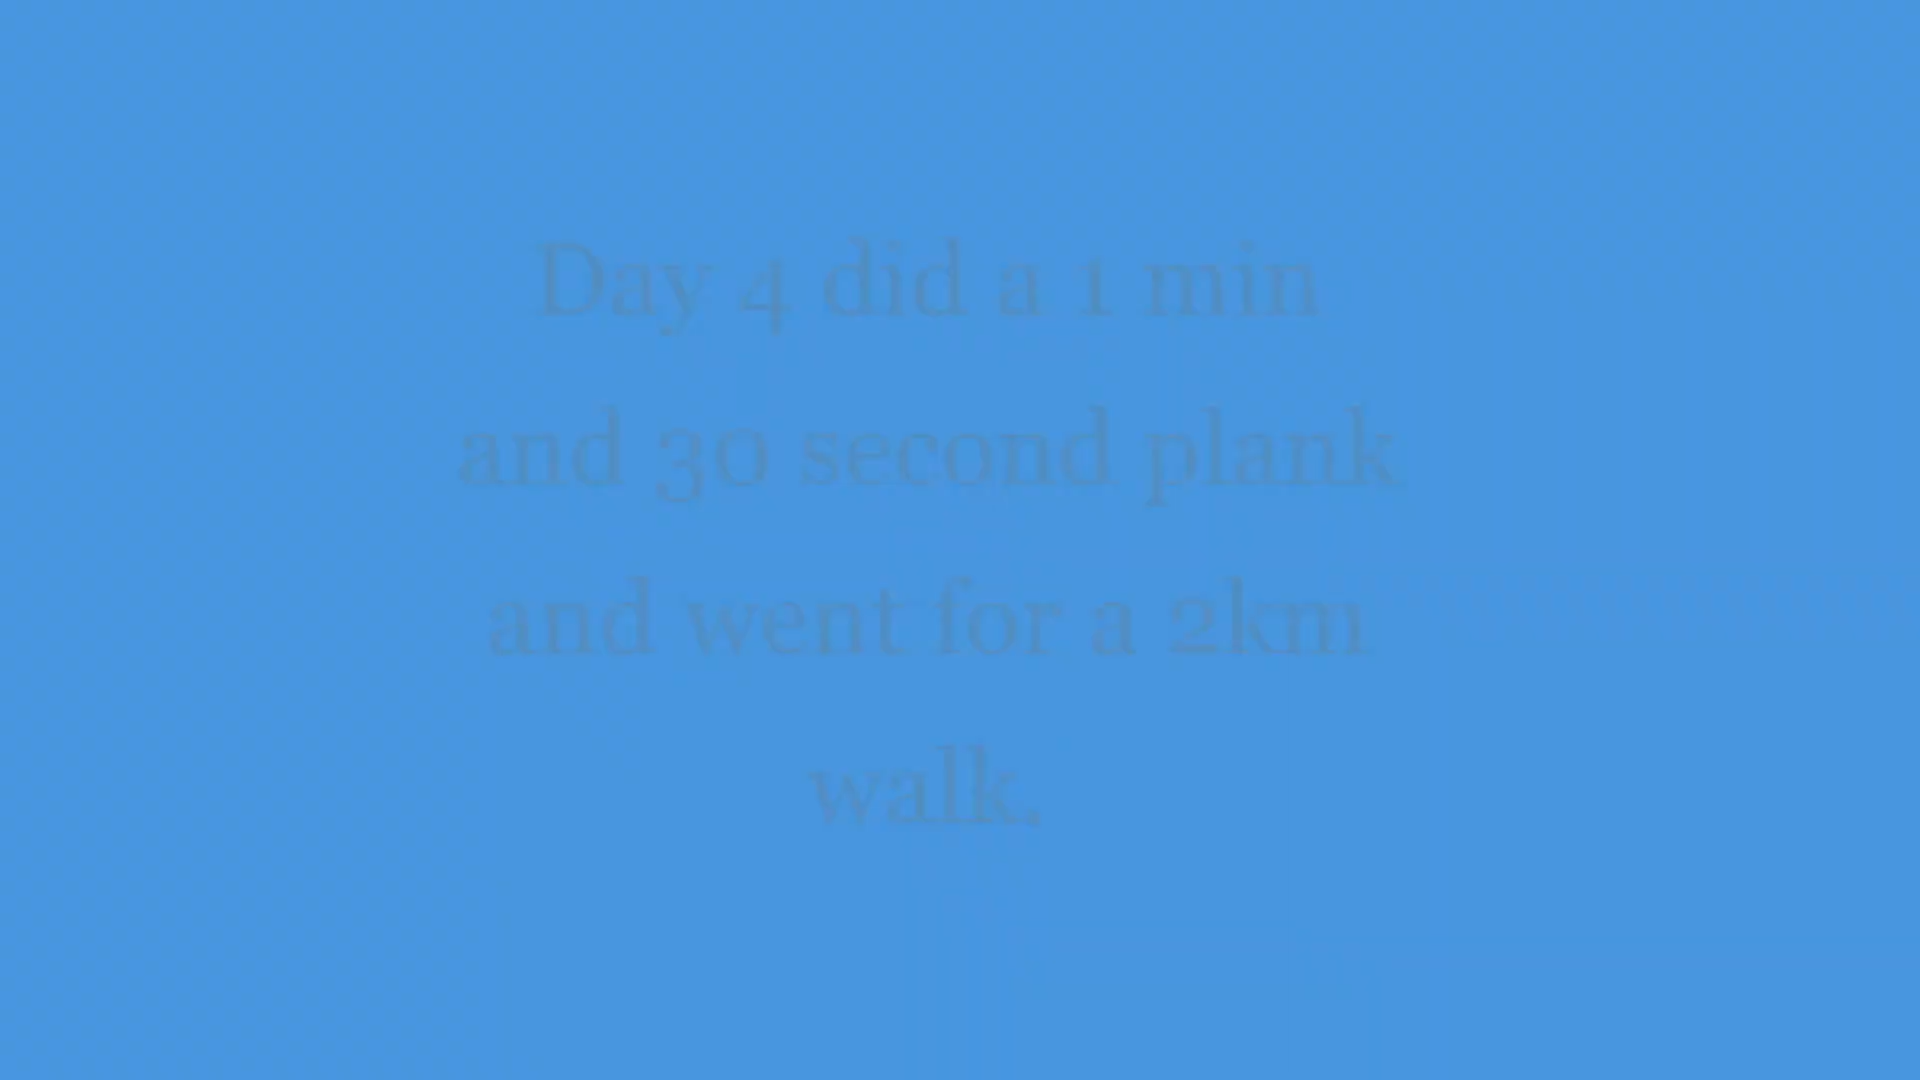 Day 4 did a 1 min
and 30 second plank
and went for a 2km
walk.